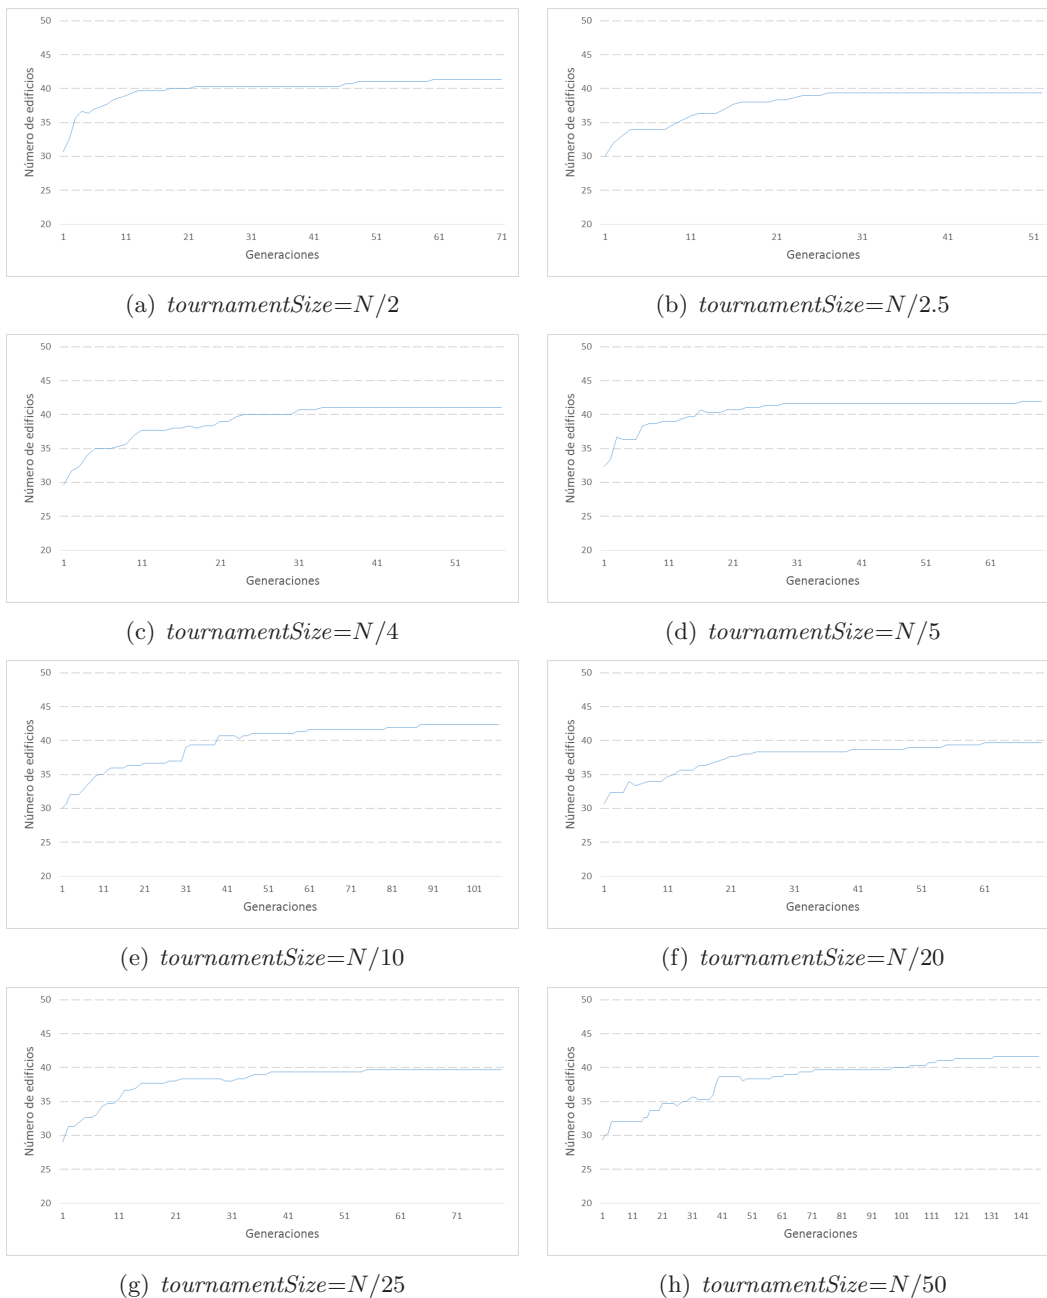 50
45
40
35
30
25
20
Número de edificios
1 11 21 31 41 51 61 71
Generaciones
(a) tournamentSize=N/2
50
45
40
35
30
25
20
Número de edificios
1 11 21 31 41 51
Generaciones
(b) tournamentSize=N/2.5
50
45
40
35
30
25
20
Número de edificios
1 11 21 31 41 51
Generaciones
(c) tournamentSize=N/4
50
45
40
35
30
25
20
Número de edificios
1 11 21 31 41 51 61
Generaciones
(d) tournamentSize=N/5
50
45
40
35
30
25
20
Número de edificios
1 11 21 31 41 51 61 71 81 91 101
Generaciones
(e) tournamentSize=N/10
50
45
40
35
30
25
20
Número de edificios
1 11 21 31 41 51 61
Generaciones
(f) tournamentSize=N/20
50
45
40
35
30
25
20
Número de edificios
1 11 21 31 41 51 61 71
Generaciones
(g) tournamentSize=N/25
50
45
40
35
30
25
20
Número de edificios
1 11 21 31 41 51 61 71 81 91 101 111 121 131 141
Generaciones
(h) tournamentSize=N/50